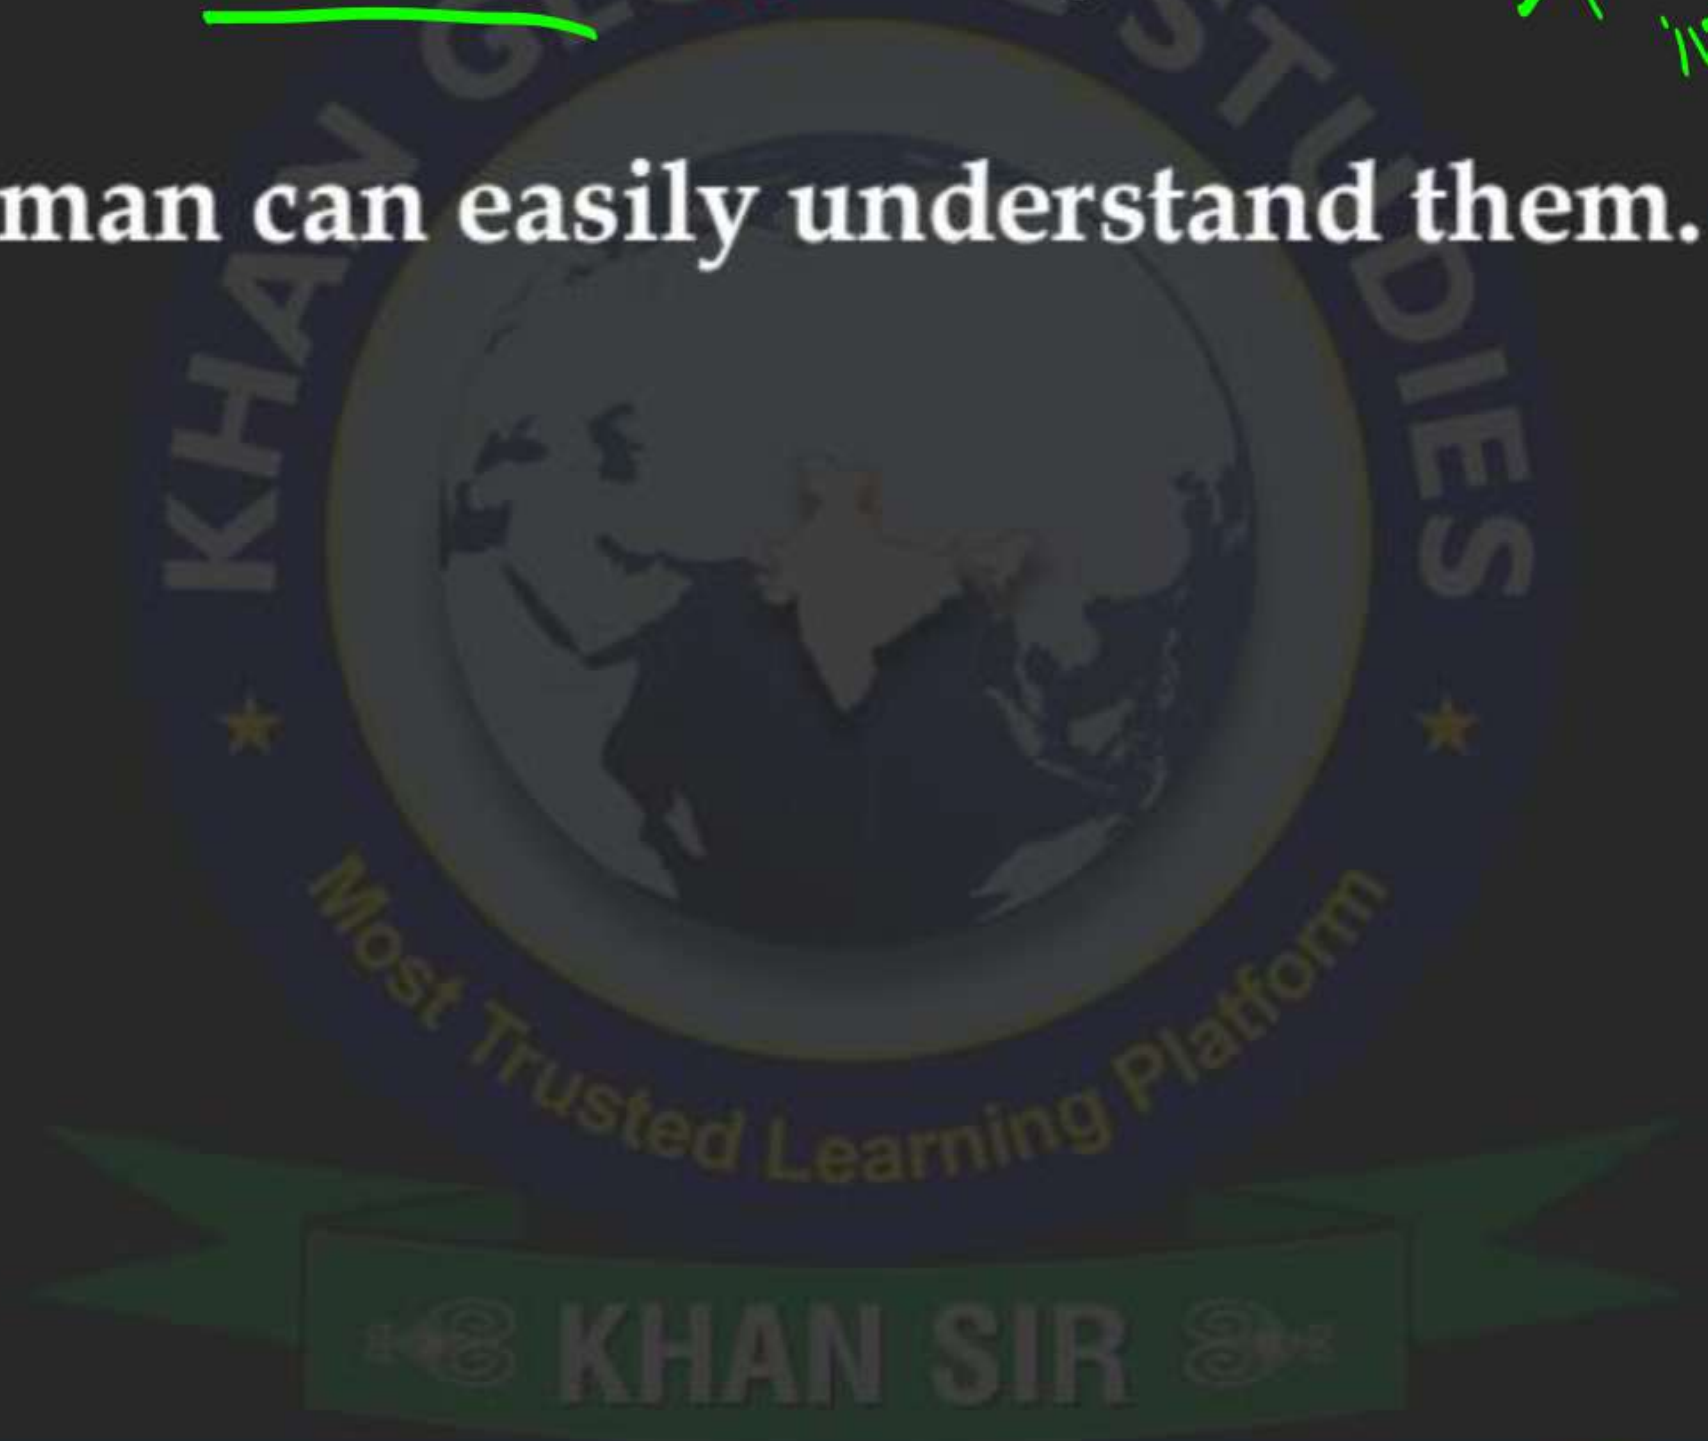 KHAN STUDIES
man can easily understand them.
Most Trusted Learning Platform
KHAN SIR